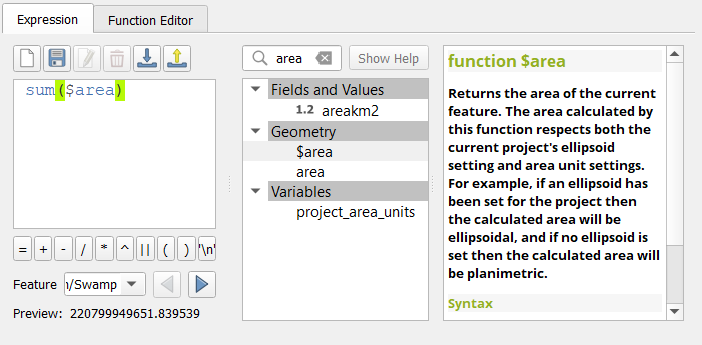 Expression
Function Editor
sum($area)
= + - / * ^ || ( ) '\n'
Feature
n/Swamp
Preview: 220799949651.839539
area
Show Help
Fields and Values
1.2 areakm2
Geometry
$area
area
Variables
project_area_units
function $area
Returns the area of the current
feature. The area calculated by
this function respects both the
current project's ellipsoid
setting and area unit settings.
For example, if an ellipsoid has
been set for the project then
the calculated area will be
ellipsoidal, and if no ellipsoid is
set then the calculated area will
be planimetric.
Syntax